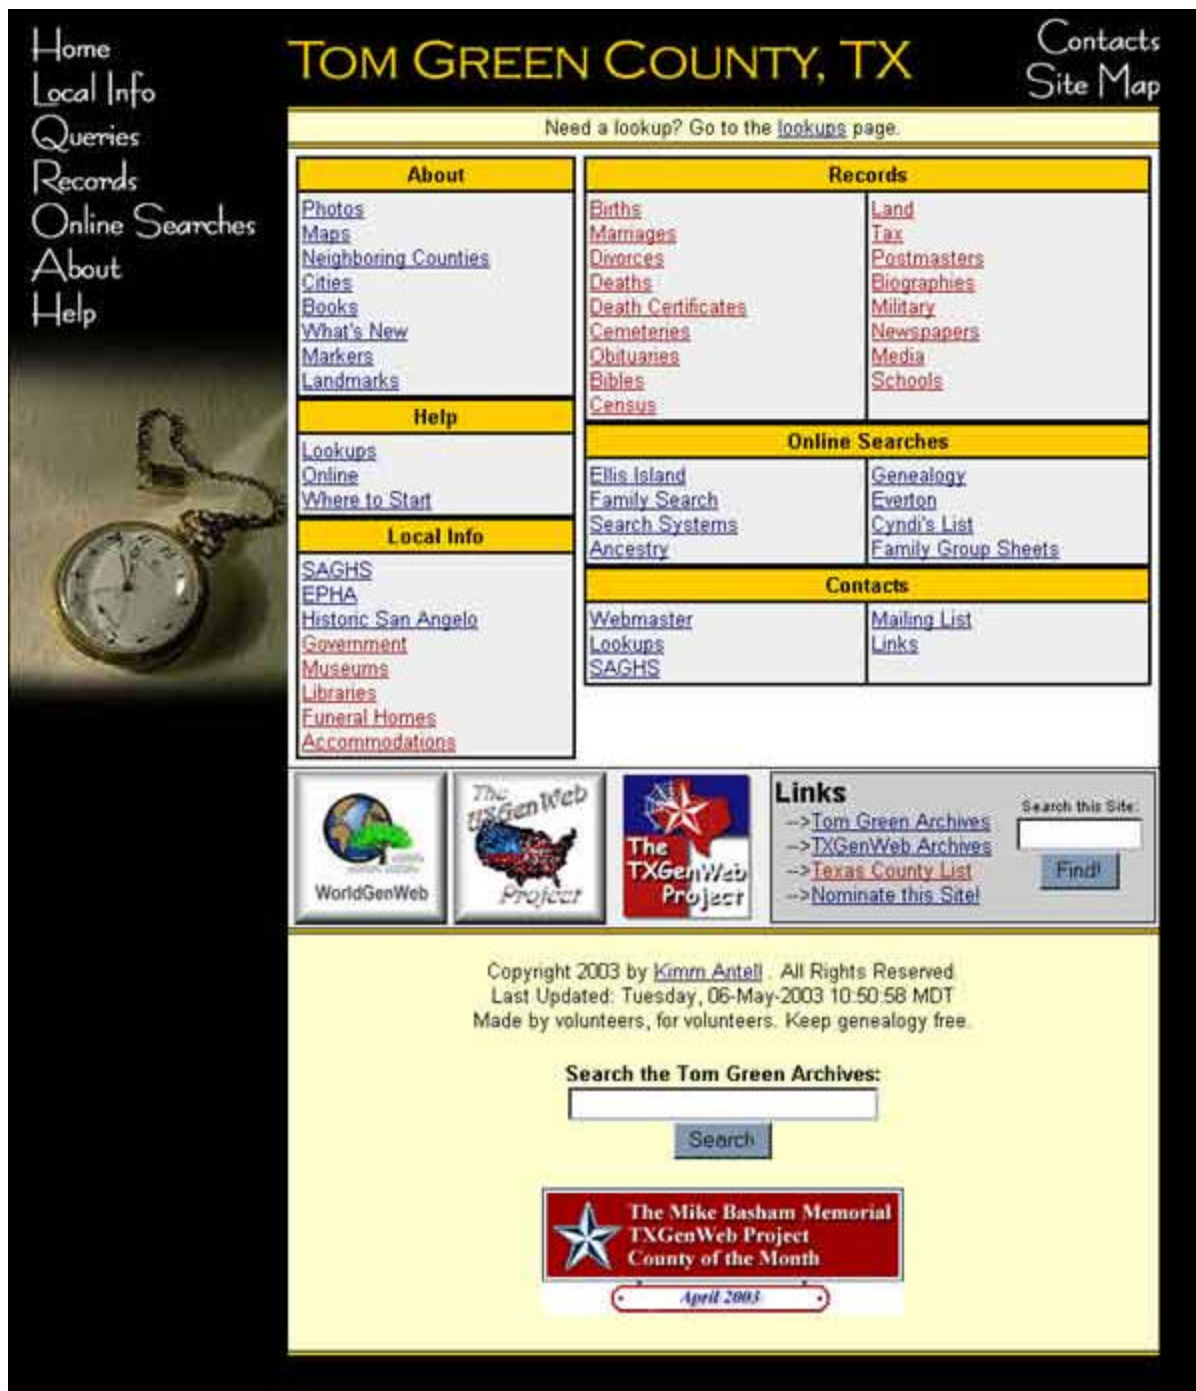 Home
Local Info
Queries
Records
Online Searches
About
Help
TOM GREEN COUNTY, TX
Contacts
Site Map
Need a lookup? Go to the lookups page.
About
Photos
Maps
Neighboring Counties
Cities
Books
What's New
Markers
Landmarks
Help
Lookups
Online
Where to Start
Local Info
SAGHS
EPHA
Historic San Angelo
Government
Museums
Libraries
Funeral Homes
Accommodations
Records
Births
Marriages
Divorces
Deaths
Death Certificates
Cemeteries
Obituaries
Bibles
Census
Land
Tax
Postmasters
Biographies
Military
Newspapers
Media
Schools
Online Searches
Ellis Island
Family Search
Search Systems
Ancestry
Genealogy
Everton
Cyndi's List
Family Group Sheets
Contacts
Webmaster
Lookups
SAGHS
Mailing List
Links
WorldGenWeb
The
USGenWeb
Project
The
TXGenWeb
Project
Links
-->Tom Green Archives
-->TXGenWeb Archives
-->Texas County List
-->Nominate this Site!
Search this Site:
Find!
Copyright 2003 by Kimm Antell . All Rights Reserved
Last Updated: Tuesday, 06-May-2003 10:50:58 MDT
Made by volunteers, for volunteers. Keep genealogy free.
Search the Tom Green Archives:
Search
The Mike Basham Memorial
TXGenWeb Project
County of the Month
April 2003